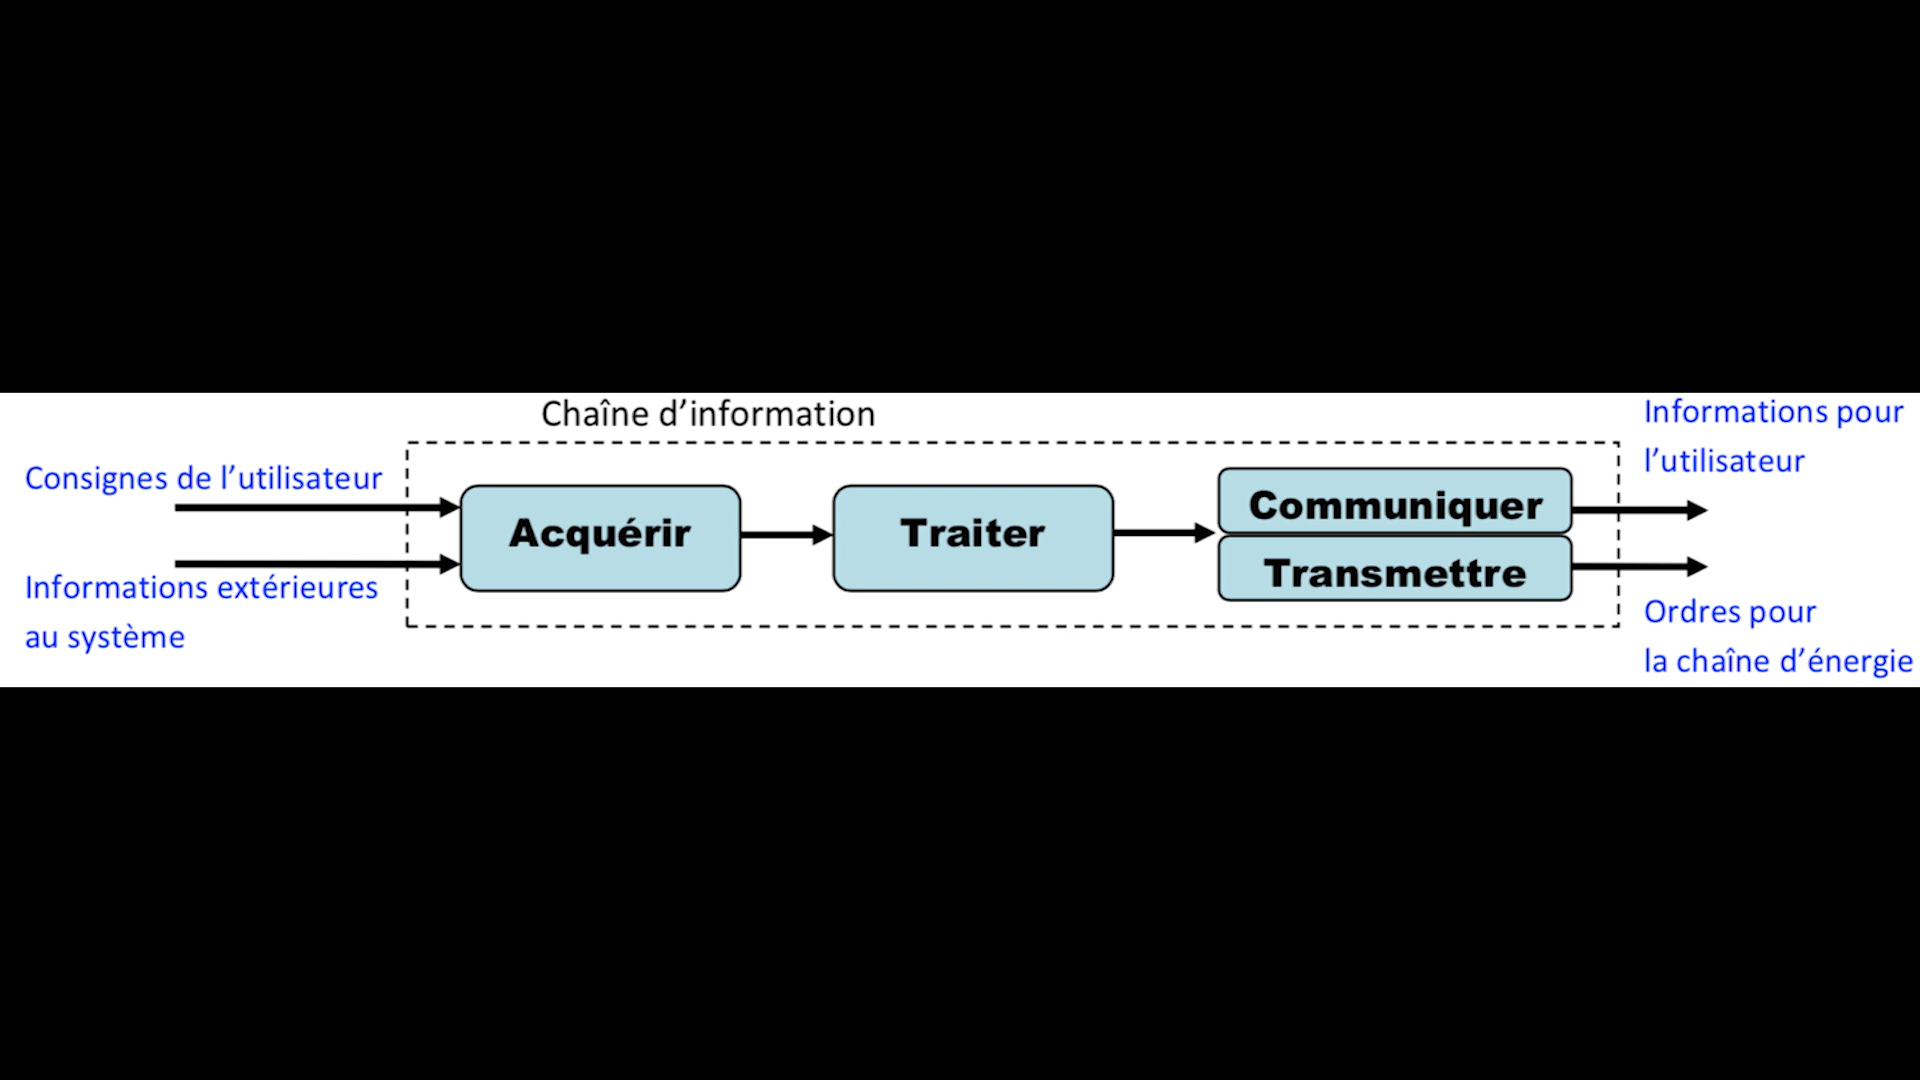 Chaîne d’information
Consignes de l’utilisateur
Informations extérieures
au système
Acquérir
Traiter
Communiquer
Transmettre
Informations pour
l’utilisateur
Ordres pour
la chaîne d’énergie